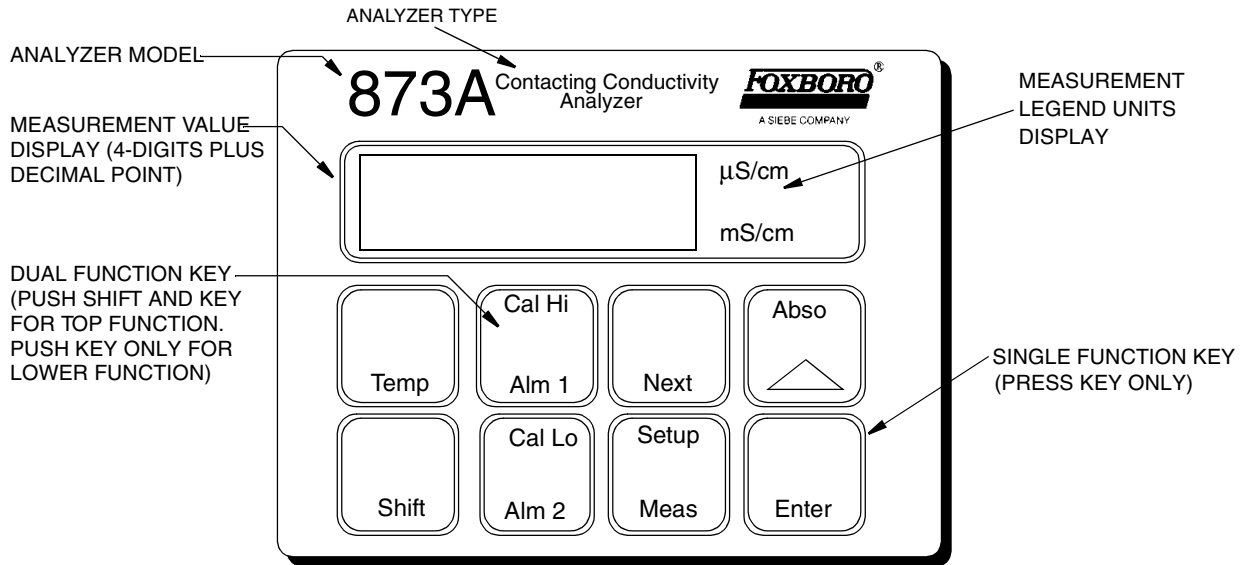 ANALYZER TYPE
ANALYZER MODEL
873A
Contacting Conductivity
Analyzer
FOXBORO®
A SIEBE COMPANY
MEASUREMENT
LEGEND UNITS
DISPLAY
MEASUREMENT VALUE
DISPLAY (4-DIGITS PLUS
DECIMAL POINT)
µS/cm
mS/cm
DUAL FUNCTION KEY
(PUSH SHIFT AND KEY
FOR TOP FUNCTION.
PUSH KEY ONLY FOR
LOWER FUNCTION)
Temp
Cal Hi
Alm 1
Next
Abso
SINGLE FUNCTION KEY
(PRESS KEY ONLY)
Shift
Cal Lo
Alm 2
Setup
Meas
Enter